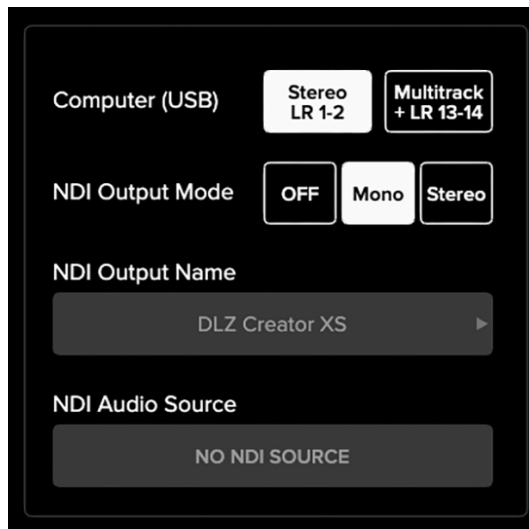 Computer (USB)
Stereo
LR 1-2
Multitrack
+ LR 13-14
NDI Output Mode
OFF
Mono
Stereo
NDI Output Name
DLZ Creator XS
NDI Audio Source
NO NDI SOURCE